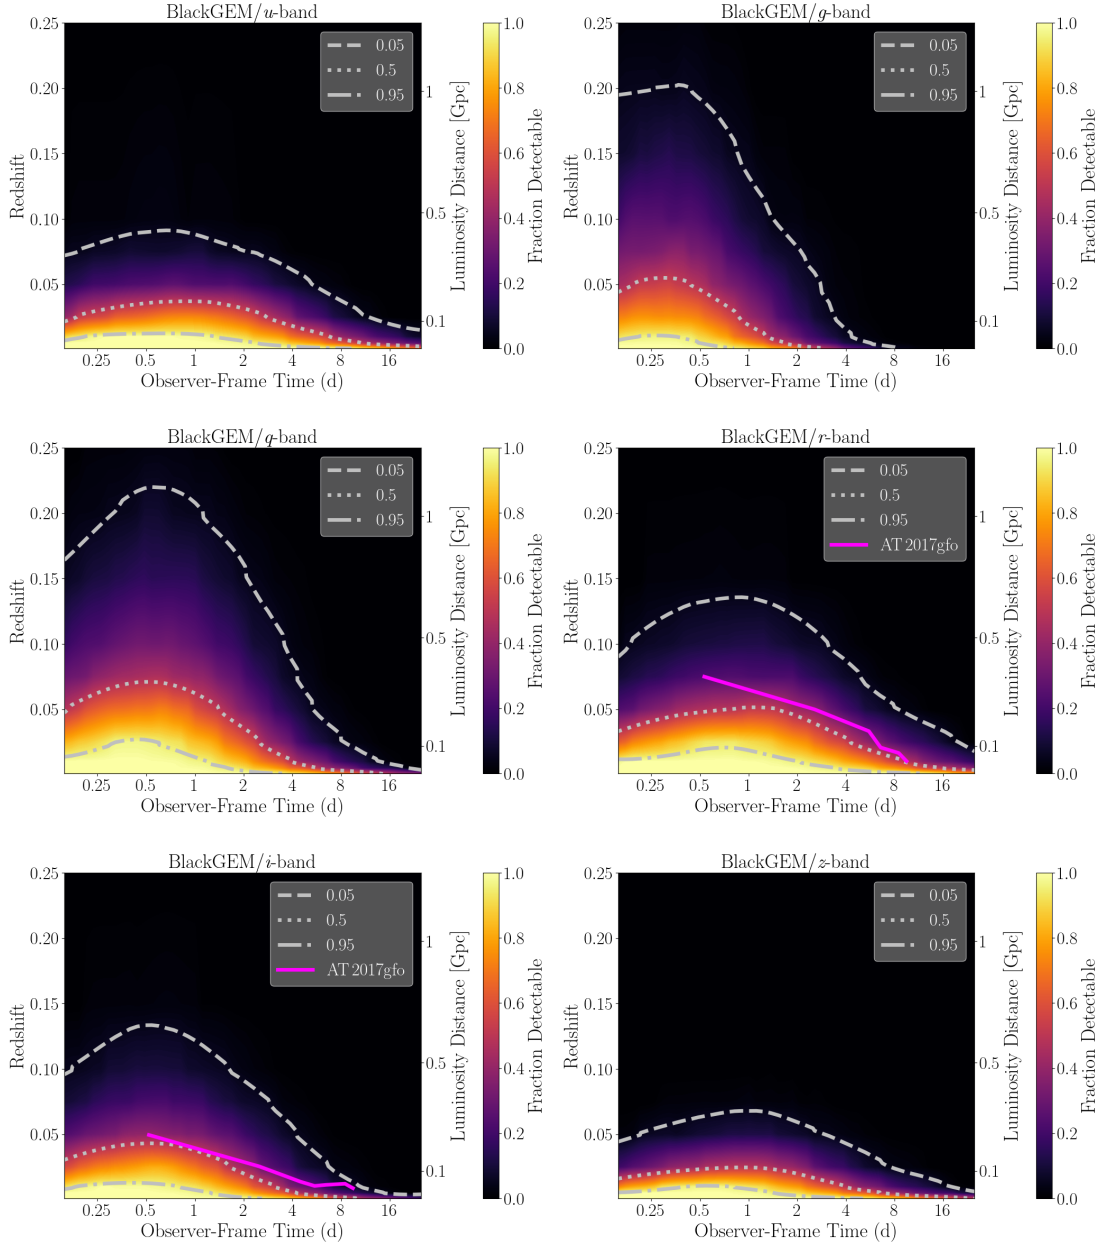 BlackGEM/u-band
0.25
0.20
0.15
0.10
0.05
Redshift
0.05
0.5
0.95
1
0.5
0.1
Luminosity Distance [Gpc]
1.0
0.8
0.6
0.4
0.2
0.0
Fraction Detectable
0.25 0.5 1 2 4 8 16
Observer-Frame Time (d)
BlackGEM/g-band
0.25
0.20
0.15
0.10
0.05
Redshift
0.05
0.5
0.95
1
0.5
0.1
Luminosity Distance [Gpc]
1.0
0.8
0.6
0.4
0.2
0.0
Fraction Detectable
0.25 0.5 1 2 4 8 16
Observer-Frame Time (d)
BlackGEM/q-band
0.25
0.20
0.15
0.10
0.05
Redshift
0.05
0.5
0.95
1
0.5
0.1
Luminosity Distance [Gpc]
1.0
0.8
0.6
0.4
0.2
0.0
Fraction Detectable
0.25 0.5 1 2 4 8 16
Observer-Frame Time (d)
BlackGEM/r-band
0.25
0.20
0.15
0.10
0.05
Redshift
0.05
0.5
0.95
AT 2017gfo
1
0.5
0.1
Luminosity Distance [Gpc]
1.0
0.8
0.6
0.4
0.2
0.0
Fraction Detectable
0.25 0.5 1 2 4 8 16
Observer-Frame Time (d)
BlackGEM/i-band
0.25
0.20
0.15
0.10
0.05
Redshift
0.05
0.5
0.95
AT 2017gfo
1
0.5
0.1
Luminosity Distance [Gpc]
1.0
0.8
0.6
0.4
0.2
0.0
Fraction Detectable
0.25 0.5 1 2 4 8 16
Observer-Frame Time (d)
BlackGEM/z-band
0.25
0.20
0.15
0.10
0.05
Redshift
0.05
0.5
0.95
1
0.5
0.1
Luminosity Distance [Gpc]
1.0
0.8
0.6
0.4
0.2
0.0
Fraction Detectable
0.25 0.5 1 2 4 8 16
Observer-Frame Time (d)